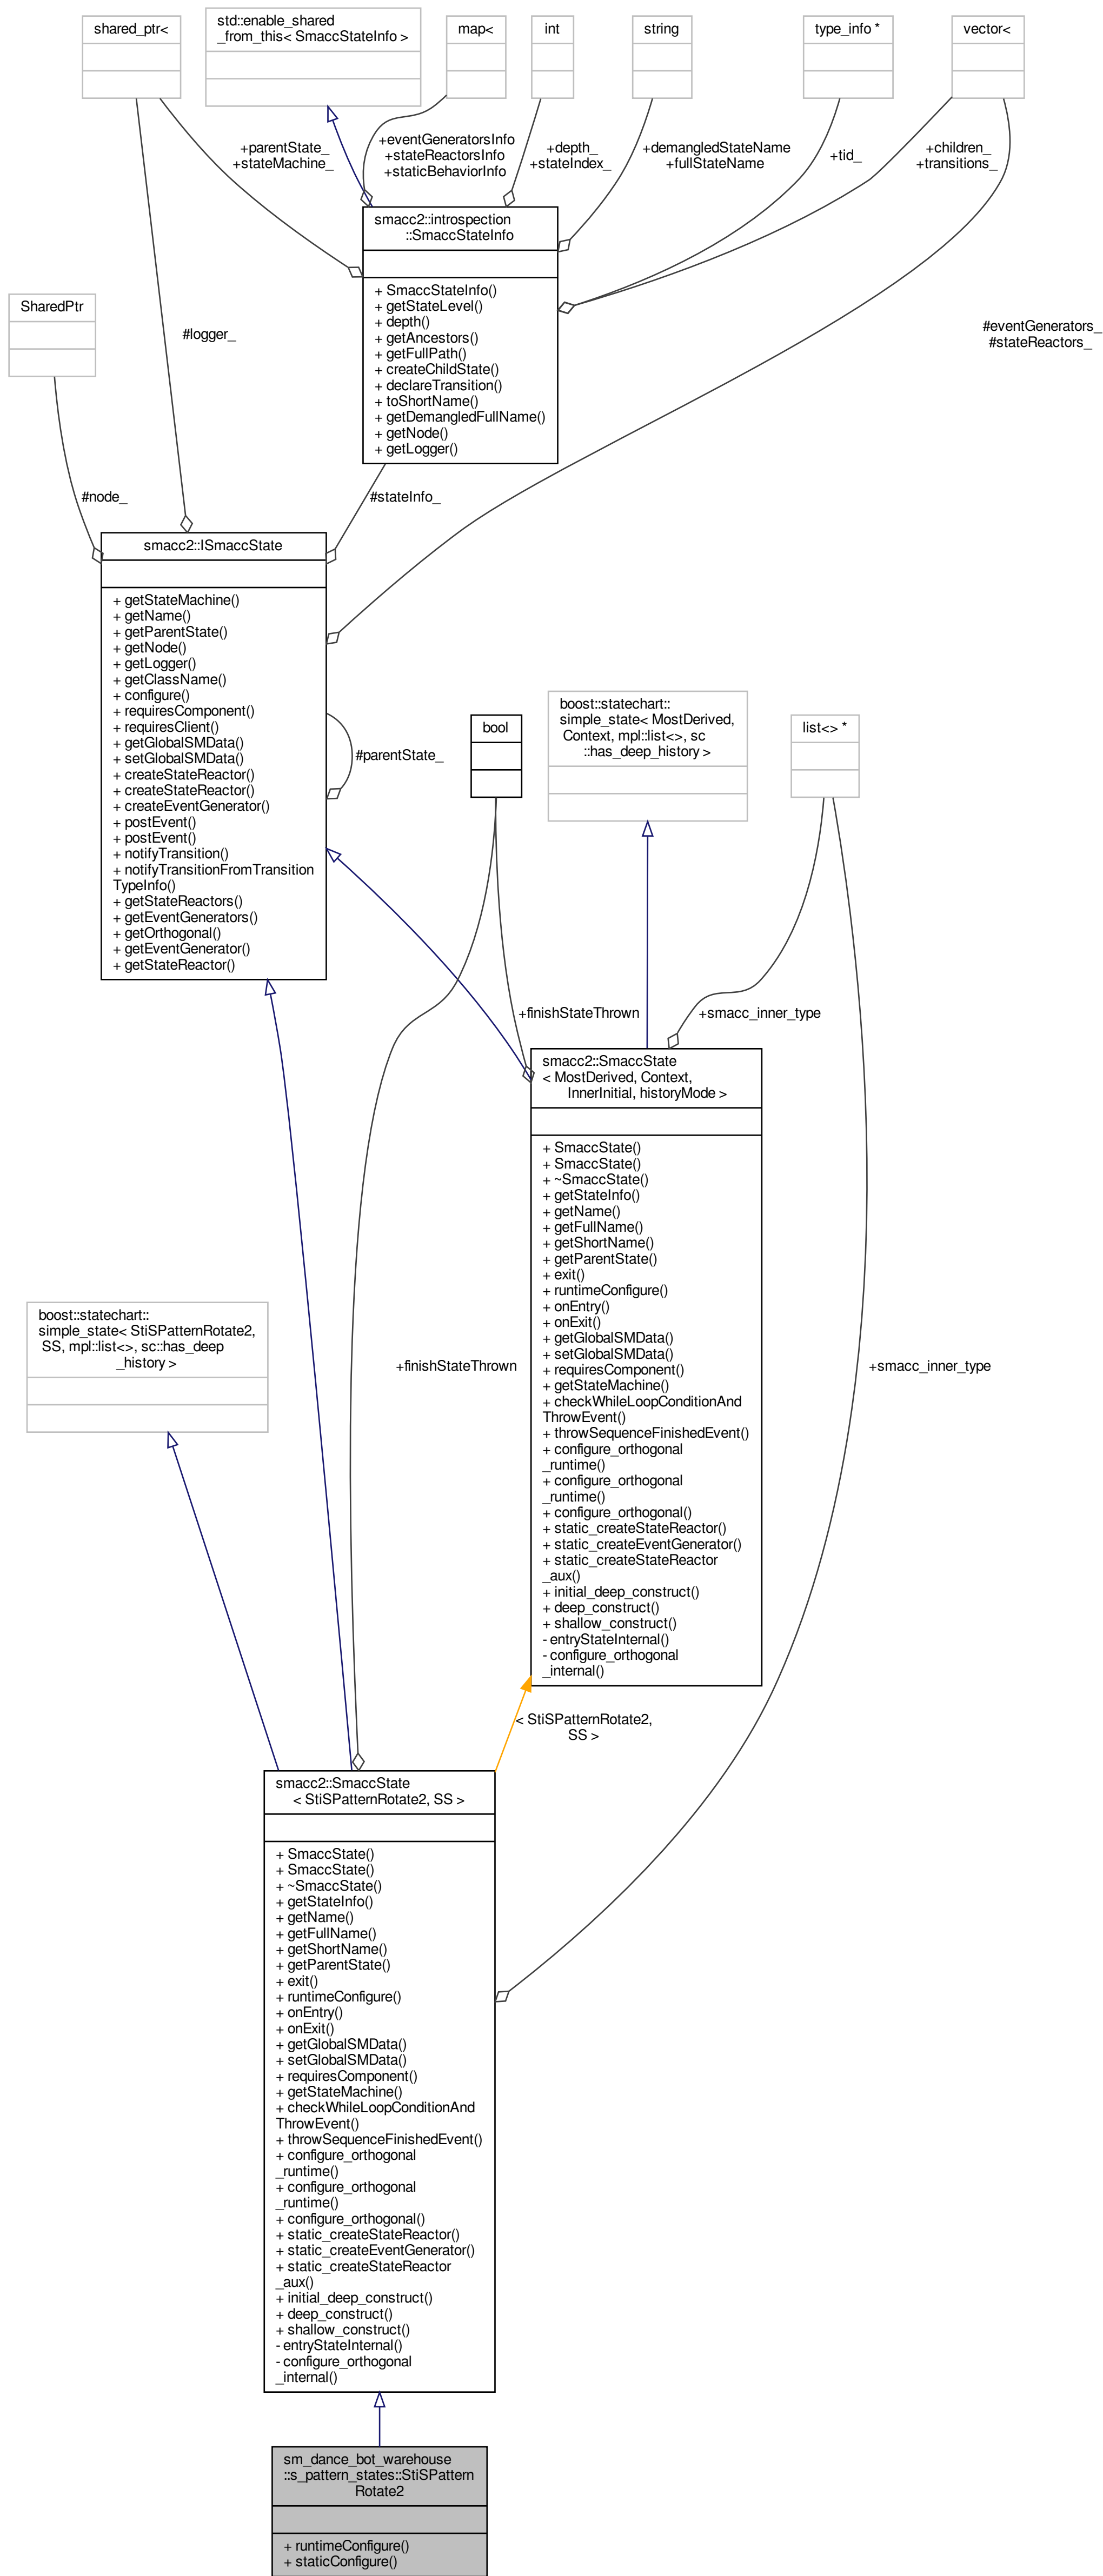 shared_ptr<
std::enable_shared
_from_this< SmaccStateInfo >
map<
int
string
type_info *
vector<
+parentState_
+stateMachine_
+eventGeneratorsInfo
+stateReactorsInfo
+staticBehaviorInfo
+depth_
+stateIndex_
+demangledStateName
+fullStateName
+tid_
+children_
+transitions_
smacc2::introspection
::SmaccStateInfo
+ SmaccStateInfo()
+ getStateLevel()
+ depth()
+ getAncestors()
+ getFullPath()
+ createChildState()
+ declareTransition()
+ toShortName()
+ getDemangledFullName()
+ getNode()
+ getLogger()
SharedPtr
#logger_
#eventGenerators_
#stateReactors_
#node_
#stateInfo_
smacc2::ISmaccState
+ getStateMachine()
+ getName()
+ getParentState()
+ getNode()
+ getLogger()
+ getClassName()
+ configure()
+ requiresComponent()
+ requiresClient()
+ getGlobalSMData()
+ setGlobalSMData()
+ createStateReactor()
+ createStateReactor()
+ createEventGenerator()
+ postEvent()
+ postEvent()
+ notifyTransition()
+ notifyTransitionFromTransition
TypeInfo()
+ getStateReactors()
+ getEventGenerators()
+ getOrthogonal()
+ getEventGenerator()
+ getStateReactor()
#parentState_
bool
boost::statechart::
simple_state< MostDerived,
Context, mpl::list<>, sc
::has_deep_history >
list<> *
+finishStateThrown
+smacc_inner_type
smacc2::SmaccState
< MostDerived, Context,
InnerInitial, historyMode >
+ SmaccState()
+ SmaccState()
+ ~SmaccState()
+ getStateInfo()
+ getName()
+ getFullName()
+ getShortName()
+ getParentState()
+ exit()
+ runtimeConfigure()
+ onEntry()
+ onExit()
+ getGlobalSMData()
+ setGlobalSMData()
+ requiresComponent()
+ getStateMachine()
+ checkWhileLoopConditionAnd
ThrowEvent()
+ throwSequenceFinishedEvent()
+ configure_orthogonal
_runtime()
+ configure_orthogonal
_runtime()
+ configure_orthogonal()
+ static_createStateReactor()
+ static_createEventGenerator()
+ static_createStateReactor
_aux()
+ initial_deep_construct()
+ deep_construct()
+ shallow_construct()
- entryStateInternal()
- configure_orthogonal
_internal()
boost::statechart::
simple_state< StiSPatternRotate2,
SS, mpl::list<>, sc::has_deep
_history >
+finishStateThrown
+smacc_inner_type
< StiSPatternRotate2,
SS >
smacc2::SmaccState
< StiSPatternRotate2, SS >
+ SmaccState()
+ SmaccState()
+ ~SmaccState()
+ getStateInfo()
+ getName()
+ getFullName()
+ getShortName()
+ getParentState()
+ exit()
+ runtimeConfigure()
+ onEntry()
+ onExit()
+ getGlobalSMData()
+ setGlobalSMData()
+ requiresComponent()
+ getStateMachine()
+ checkWhileLoopConditionAnd
ThrowEvent()
+ throwSequenceFinishedEvent()
+ configure_orthogonal
_runtime()
+ configure_orthogonal
_runtime()
+ configure_orthogonal()
+ static_createStateReactor()
+ static_createEventGenerator()
+ static_createStateReactor
_aux()
+ initial_deep_construct()
+ deep_construct()
+ shallow_construct()
- entryStateInternal()
- configure_orthogonal
_internal()
sm_dance_bot_warehouse
::s_pattern_states::StiSPattern
Rotate2
+ runtimeConfigure()
+ staticConfigure()